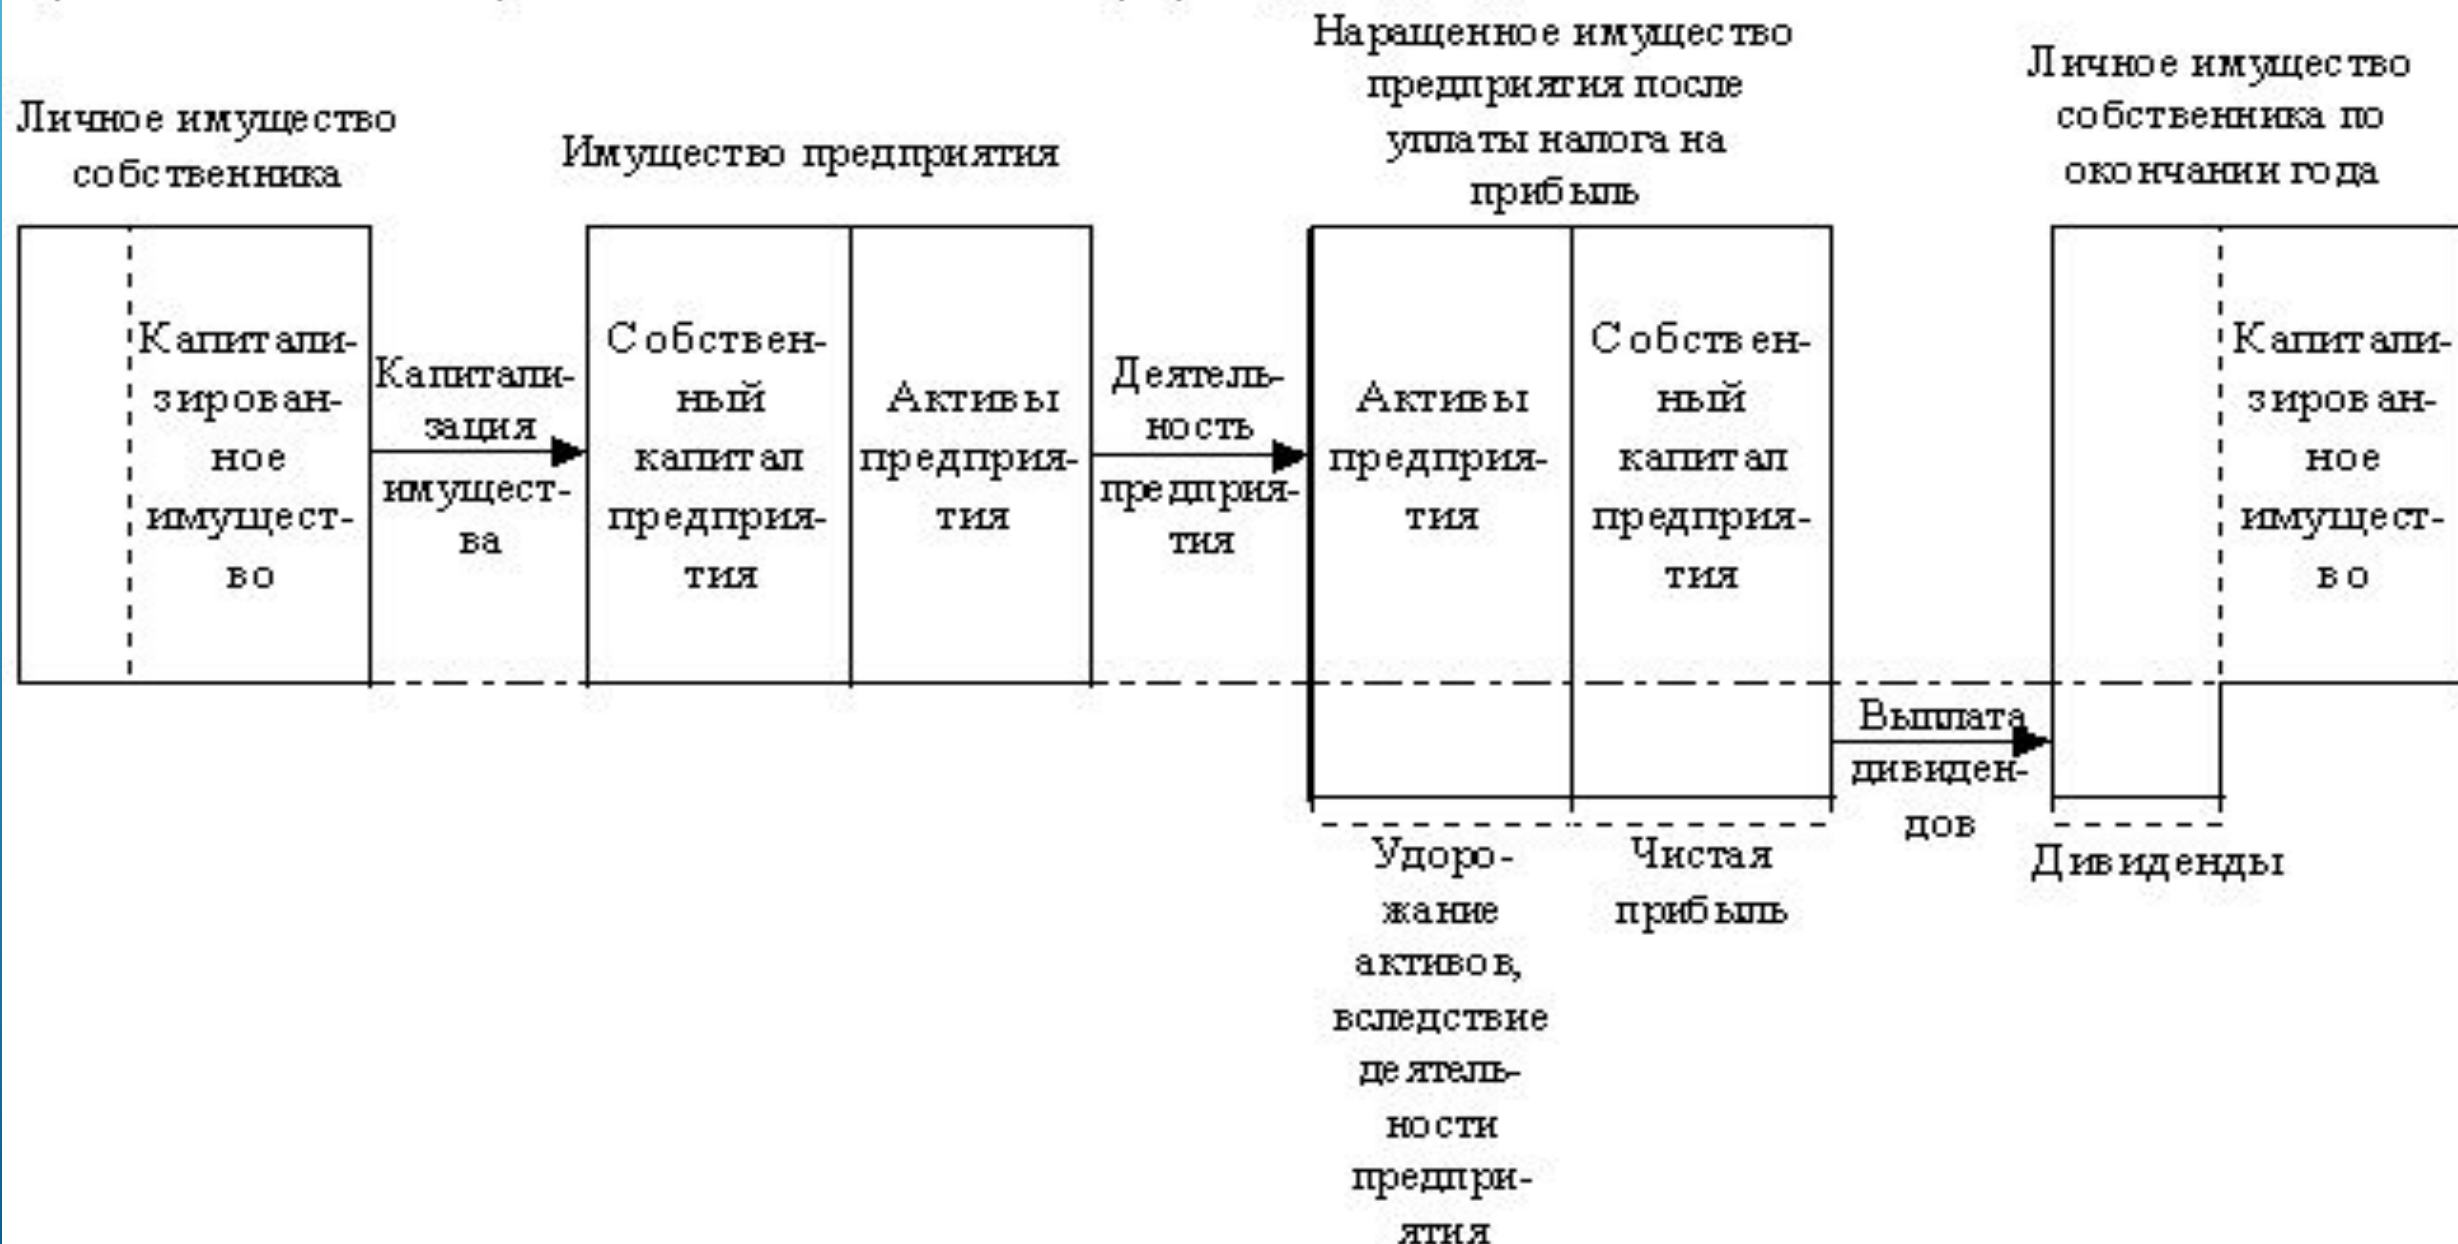 Личное имущество
собственника
Имущество предприятия
Наращенное имущество
предприятия после
уплаты налога на
прибыль
Личное имущество
собственника по
окончании года
Капитали-
зирован-
ное
имущест-
во
Капитали-
зация
имущест-
ва
Собствен-
ный
капитал
предприя-
тия
Активы
предприя-
тия
Деятель-
ность
предприя-
тия
Активы
предприя-
тия
Собствен-
ный
капитал
предприя-
тия
Капитали-
зирован-
ное
имущест-
во
Выплата
дивиден-
дов
Удоро-
жание
активов,
вследствие
деятель-
ности
предпри-
ятия
Чистая
прибыль
Дивиденды